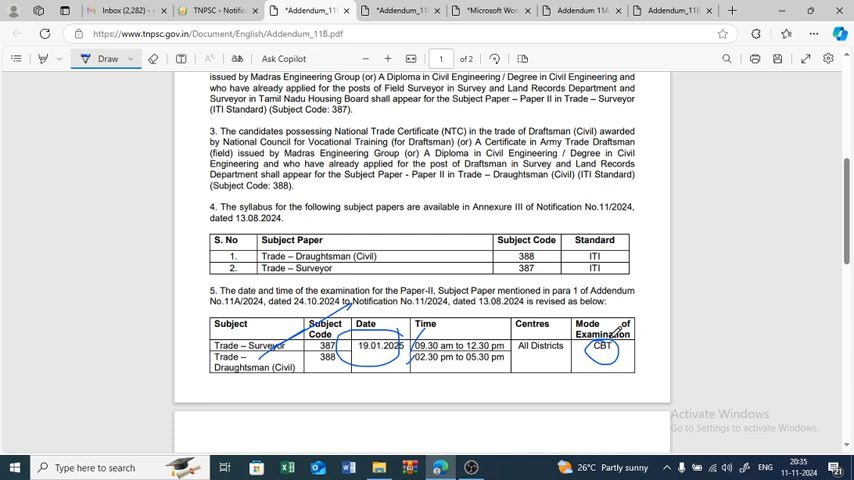 Inbox (2,282)
TNPSC - Notific
*Addendum_11
*Addendum_11B
*Microsoft Wor
Addendum 11A
Addendum_11B.
https://www.tnpsc.gov.in/Document/English/Addendum_11B.pdf
Draw
Ask Copilot
1 of 2
issued by Madras Engineering Group (or) A Diploma in Civil Engineering / Degree in Civil Engineering and
who have already applied for the posts of Field Surveyor in Survey and Land Records Department and
Surveyor in Tamil Nadu Housing Board shall appear for the Subject Paper – Paper II in Trade – Surveyor
(ITI Standard) (Subject Code: 387).
3. The candidates possessing National Trade Certificate (NTC) in the trade of Draftsman (Civil) awarded
by National Council for Vocational Training (for Draftsman) (or) A Certificate in Army Trade Draftsman
(field) issued by Madras Engineering Group (or) A Diploma in Civil Engineering / Degree in Civil
Engineering and who have already applied for the post of Draftsman in Survey and Land Records
Department shall appear for the Subject Paper - Paper II in Trade – Draughtsman (Civil) (ITI Standard)
(Subject Code: 388).
4. The syllabus for the following subject papers are available in Annexure III of Notification No.11/2024,
dated 13.08.2024.
S. No Subject Paper Subject Code Standard
1. Trade – Draughtsman (Civil) 388 ITI
2. Trade – Surveyor 387 ITI
5. The date and time of the examination for the Paper-II, Subject Paper mentioned in para 1 of Addendum
No.11A/2024, dated 24.10.2024 to Notification No.11/2024, dated 13.08.2024 is revised as below:
Subject Subject Code Date Time Centres Mode of Examination
Trade – Surveyor 387 19.01.2025 09.30 am to 12.30 pm All Districts CBT
Trade – Draughtsman (Civil) 388 02.30 pm to 05.30 pm
Activate Windows
Go to Settings to activate Windows.
Type here to search
26°C Partly sunny
ENG
20:35
11-11-2024
21